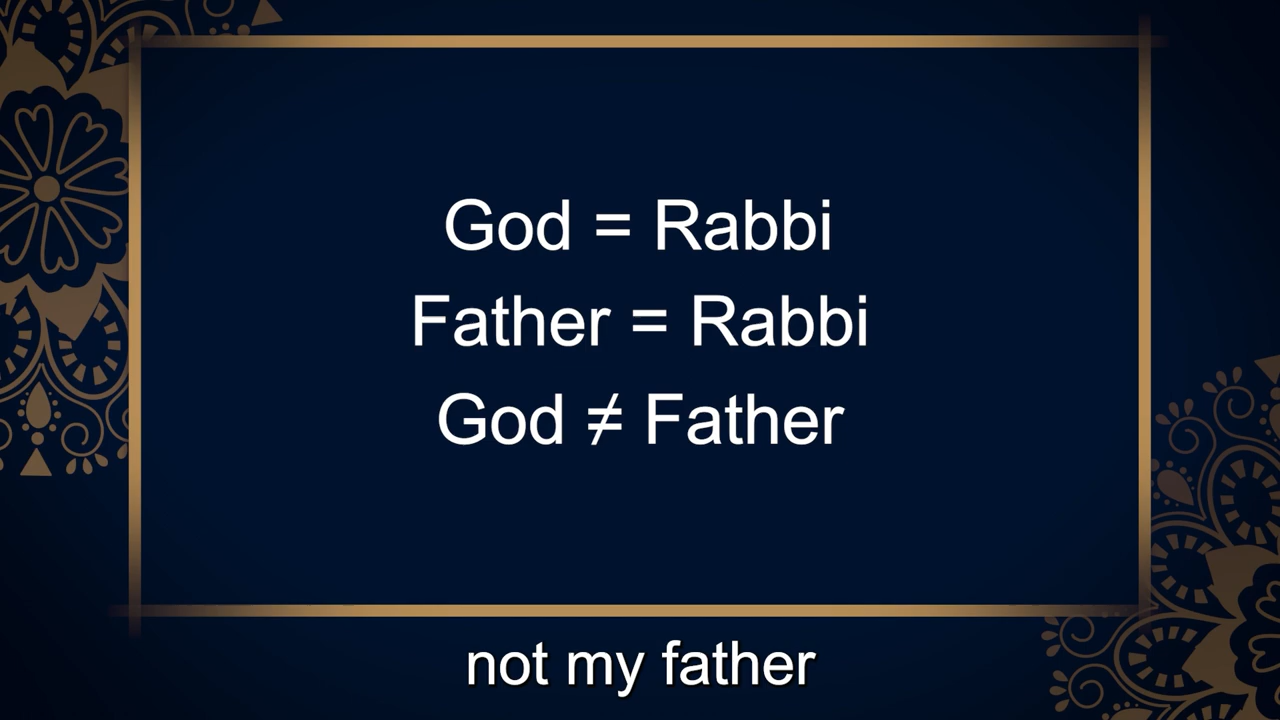 God = Rabbi
Father = Rabbi
God ≠ Father
not my father